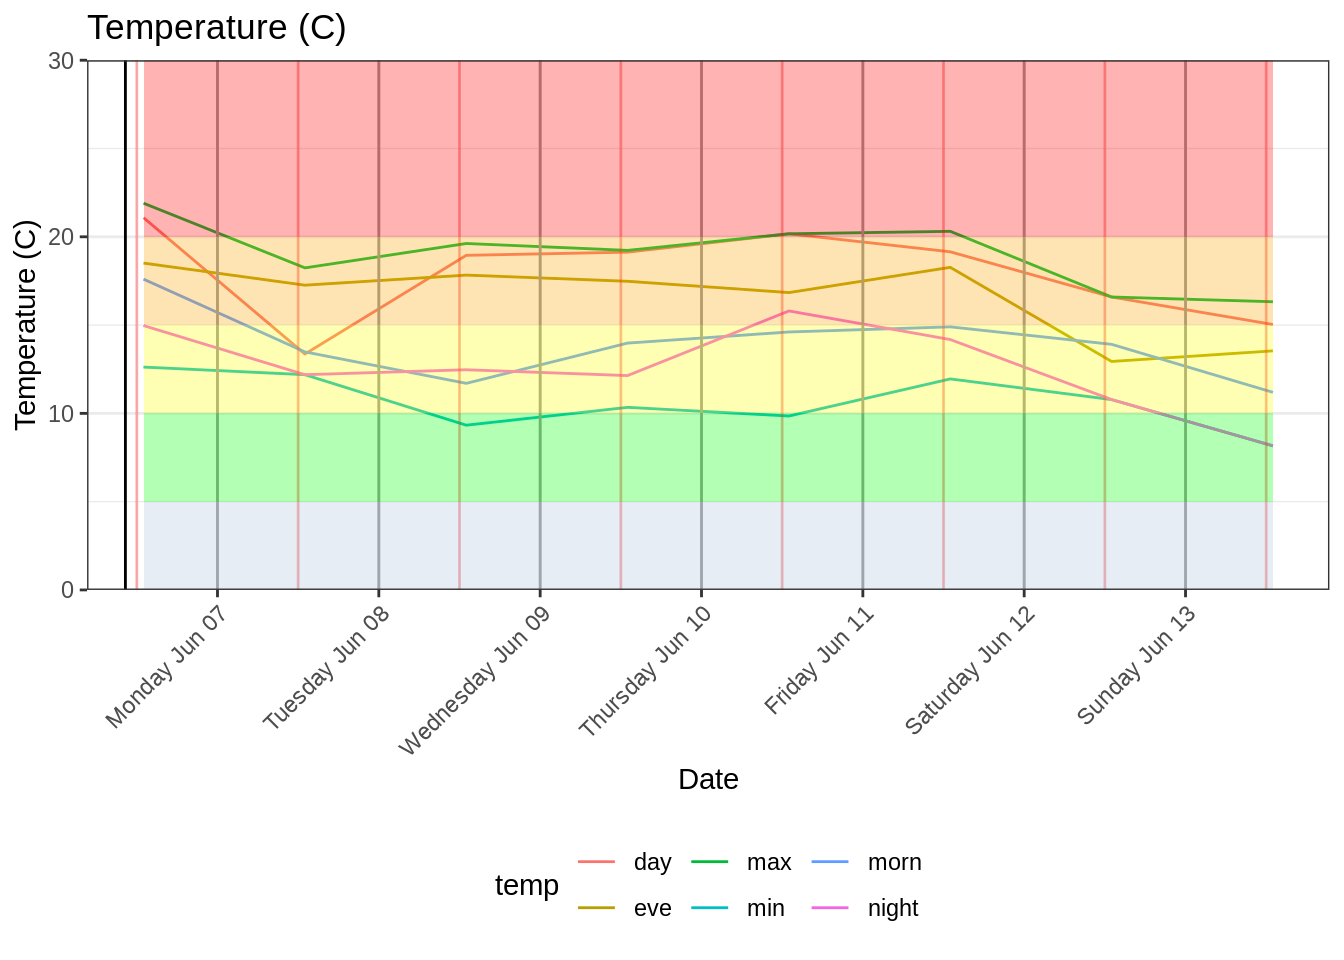 Temperature (C)
30
20
10
0
Temperature (C)
Monday Jun 07
Tuesday Jun 08
Wednesday Jun 09
Thursday Jun 10
Friday Jun 11
Saturday Jun 12
Sunday Jun 13
Date
temp
day max morn
eve min night